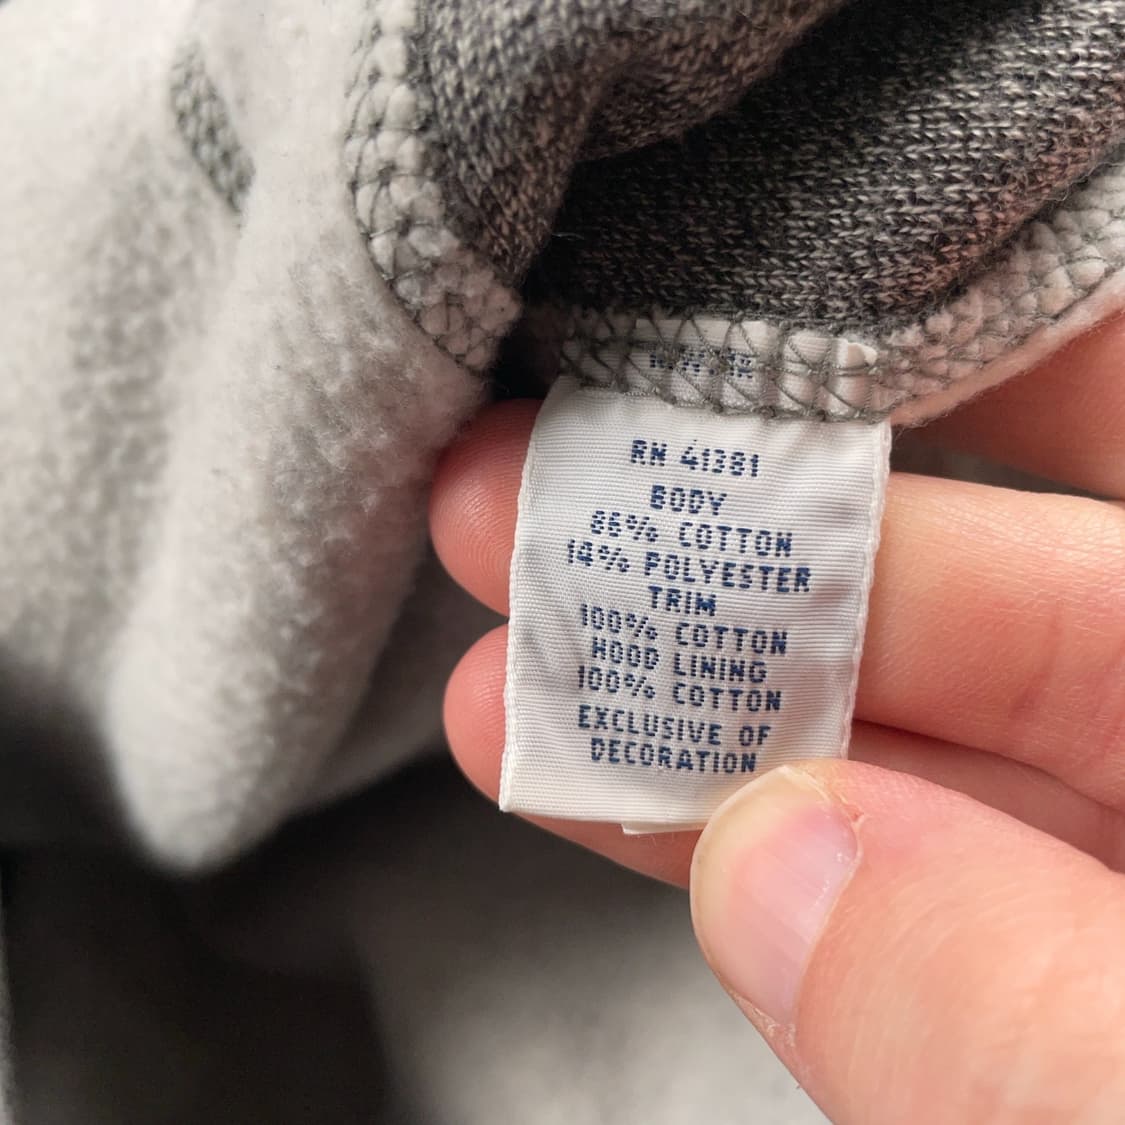 RN 41381
BODY
86% COTTON
14% POLYESTER
TRIM
100% COTTON
HOOD LINING
100% COTTON
EXCLUSIVE OF
DECORATION